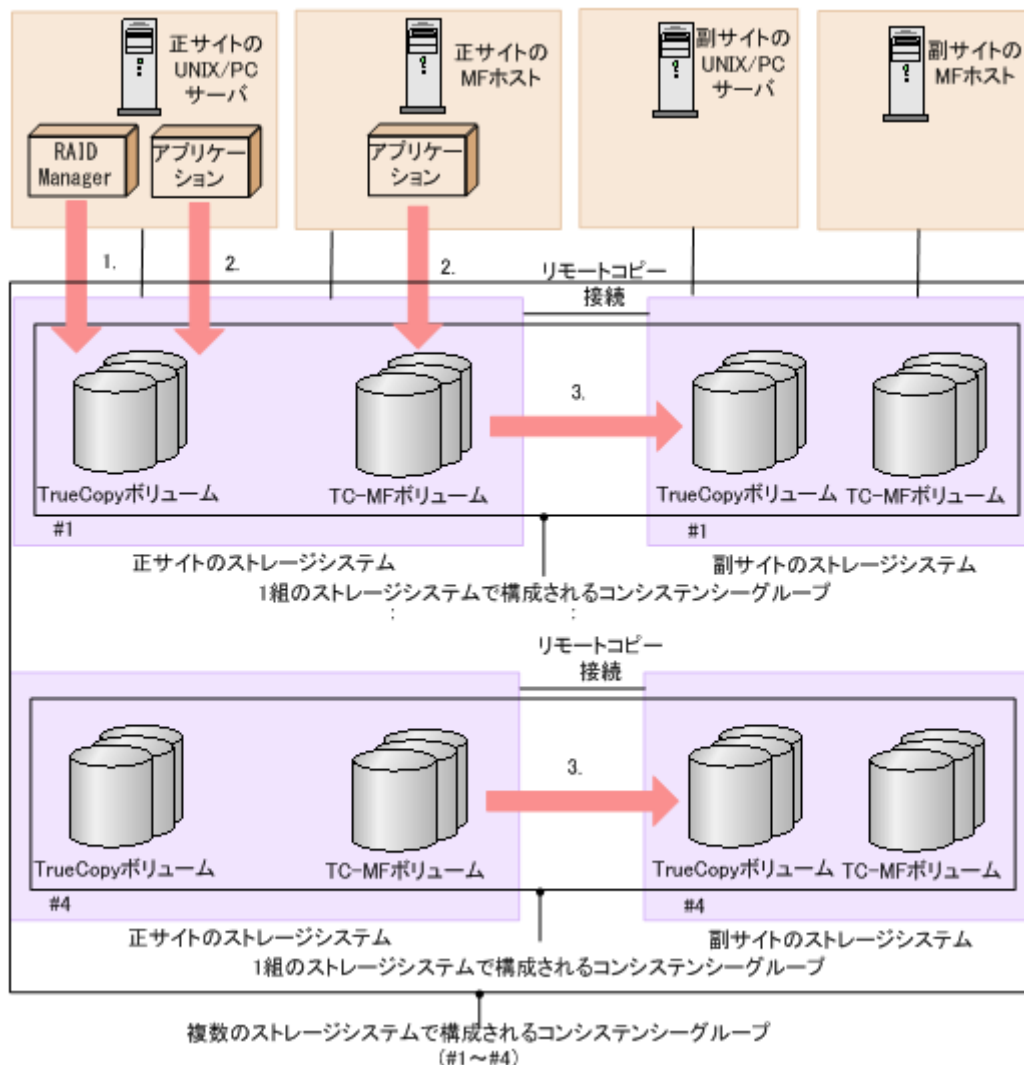 正サイトの
UNIX/PC
サーバ
正サイトの
MFホスト
副サイトの
UNIX/PC
サーバ
副サイトの
MFホスト
RAID
Manager
アプリケー
ション
アプリケー
ション
1.
2.
2.
リモートコピー
接続
3.
TrueCopyボリューム
TC-MFボリューム
TrueCopyボリューム
TC-MFボリューム
#1
#1
正サイトのストレージシステム
副サイトのストレージシステム
1組のストレージシステムで構成されるコンシステンシーグループ
:
:
リモートコピー
接続
3.
TrueCopyボリューム
TC-MFボリューム
TrueCopyボリューム
TC-MFボリューム
#4
#4
正サイトのストレージシステム
副サイトのストレージシステム
1組のストレージシステムで構成されるコンシステンシーグループ
複数のストレージシステムで構成されるコンシステンシーグループ
(#1～#4)